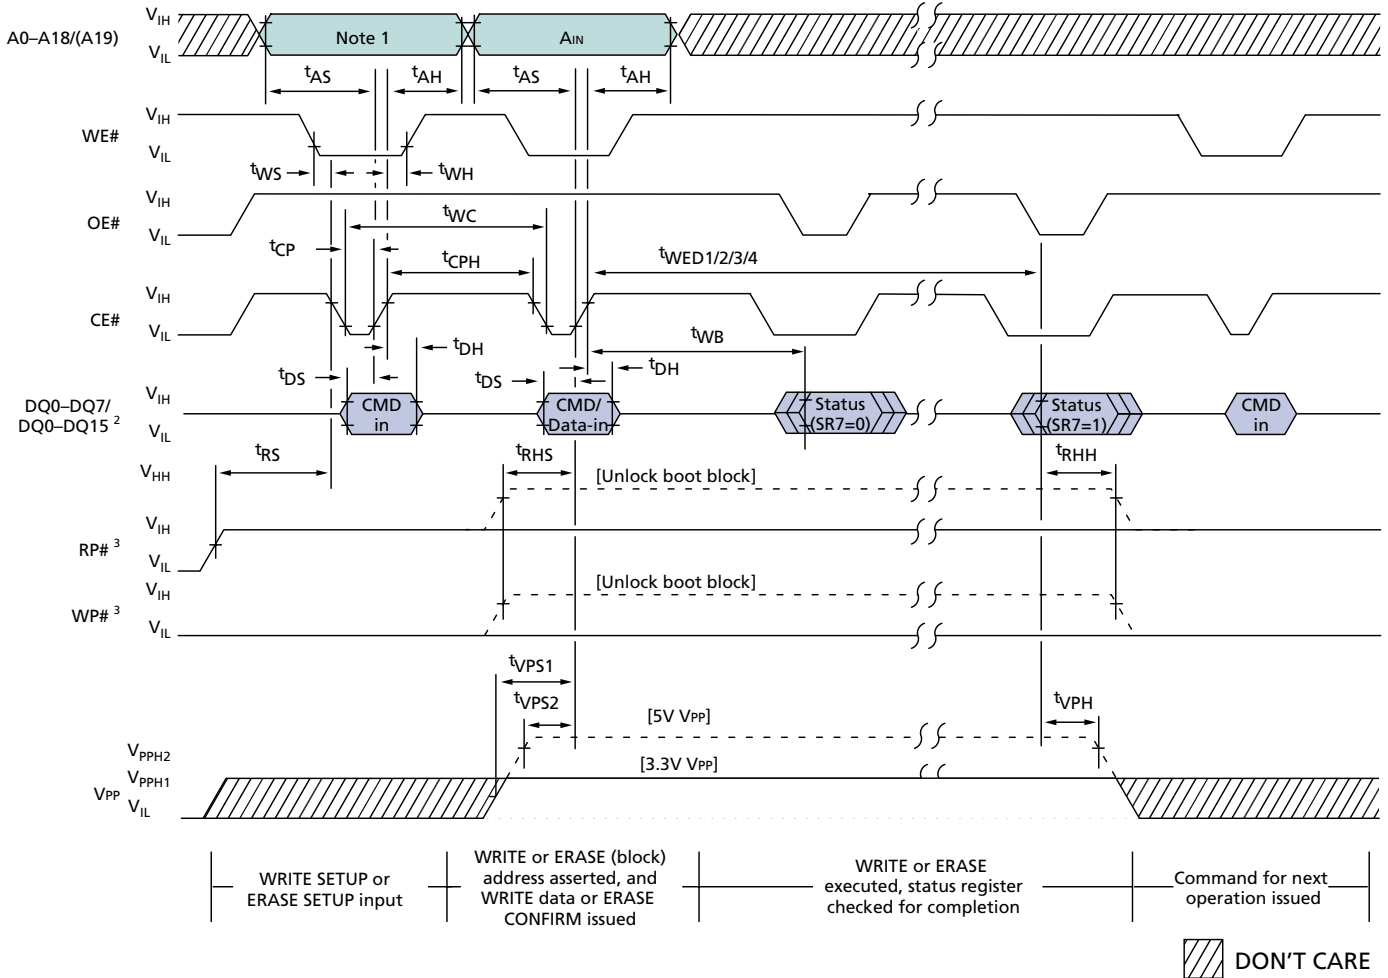 VIH
A0–A18/(A19)
VIL
Note 1
AIN
tAS
tAH
tAS
tAH
VIH
WE#
VIL
tWS
tWH
VIH
OE#
VIL
tWC
tCP
tCPH
tWED1/2/3/4
VIH
CE#
VIL
tWB
tDH
tDH
tDS
tDS
VIH
DQ0–DQ7/
DQ0–DQ15 2
VIL
CMD
in
CMD/
Data-in
Status
(SR7=0)
Status
(SR7=1)
CMD
in
tRS
tRHS
tRHH
VHH
[Unlock boot block]
VIH
RP# 3
VIL
VIH
[Unlock boot block]
WP# 3
VIL
tVPS1
tVPS2
[5V VPP]
tVPH
VPPH2
[3.3V VPP]
VPPH1
VPP
VIL
WRITE SETUP or
ERASE SETUP input
WRITE or ERASE (block)
address asserted, and
WRITE data or ERASE
CONFIRM issued
WRITE or ERASE
executed, status register
checked for completion
Command for next
operation issued
DON'T CARE